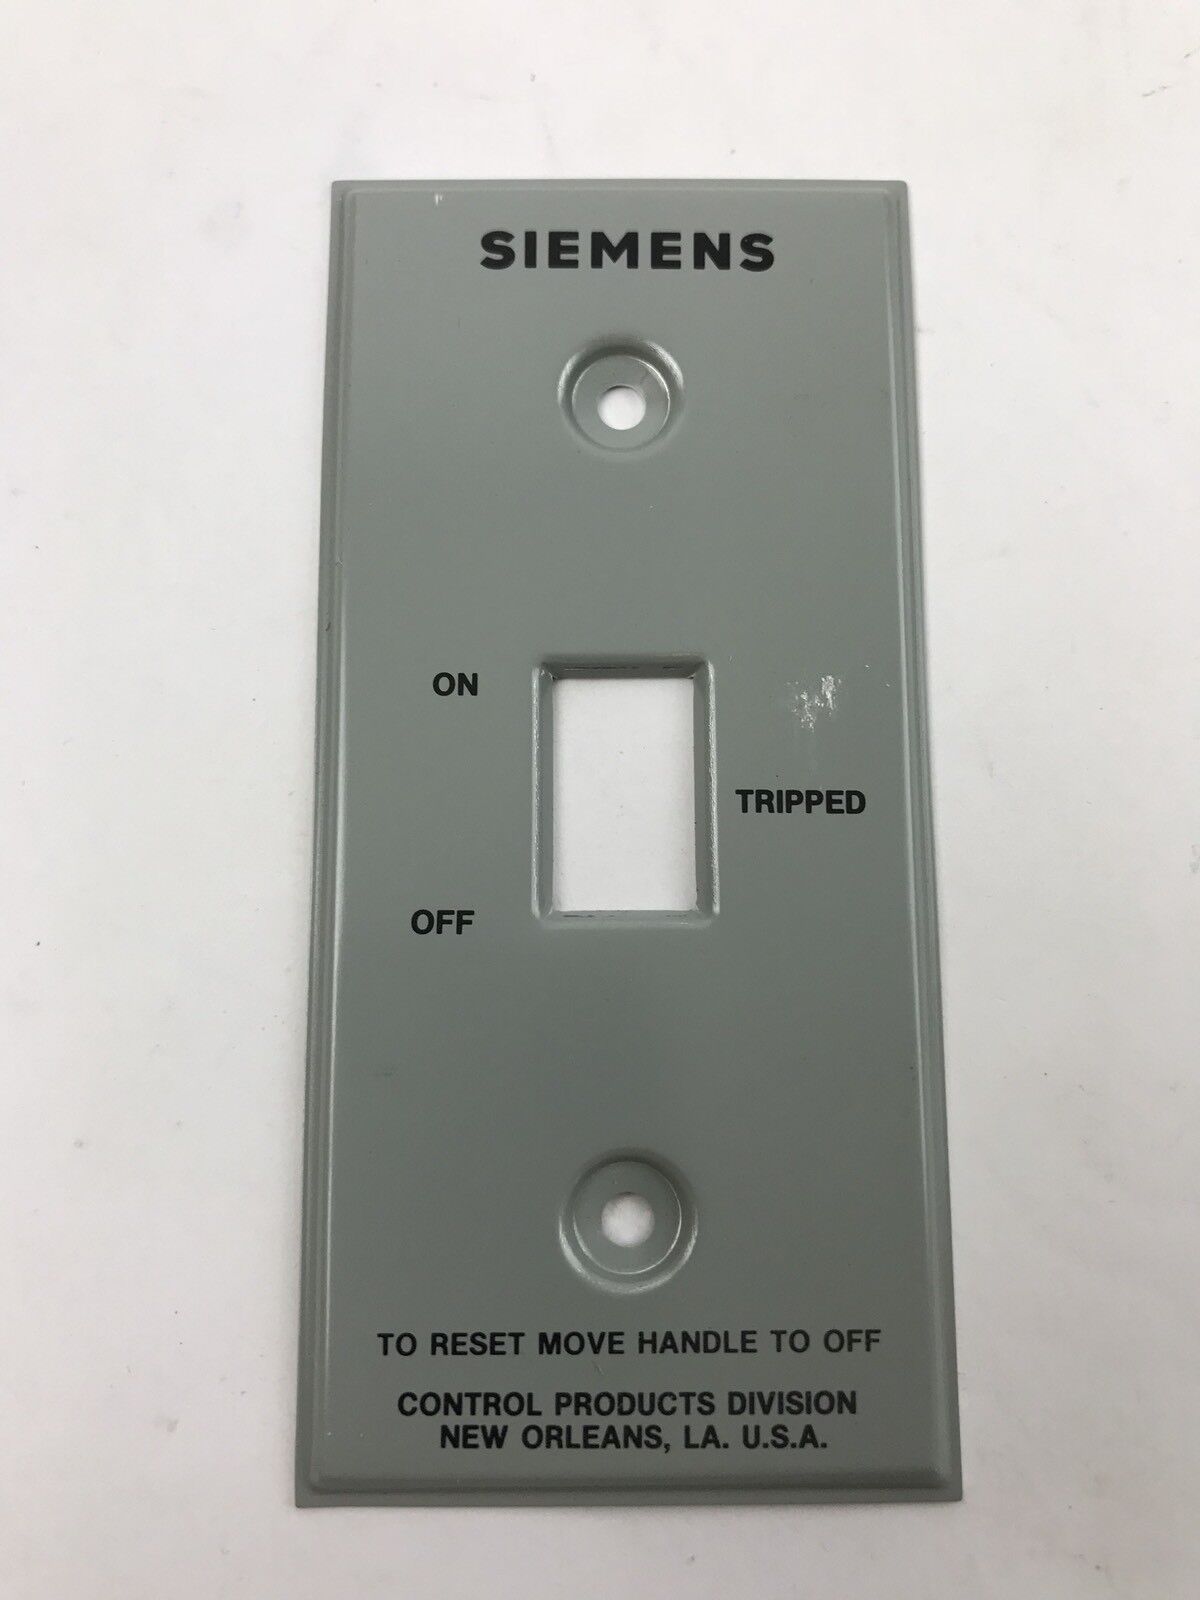 SIEMENS
ON
TRIPPED
OFF
TO RESET MOVE HANDLE TO OFF
CONTROL PRODUCTS DIVISION
NEW ORLEANS, LA. U.S.A.